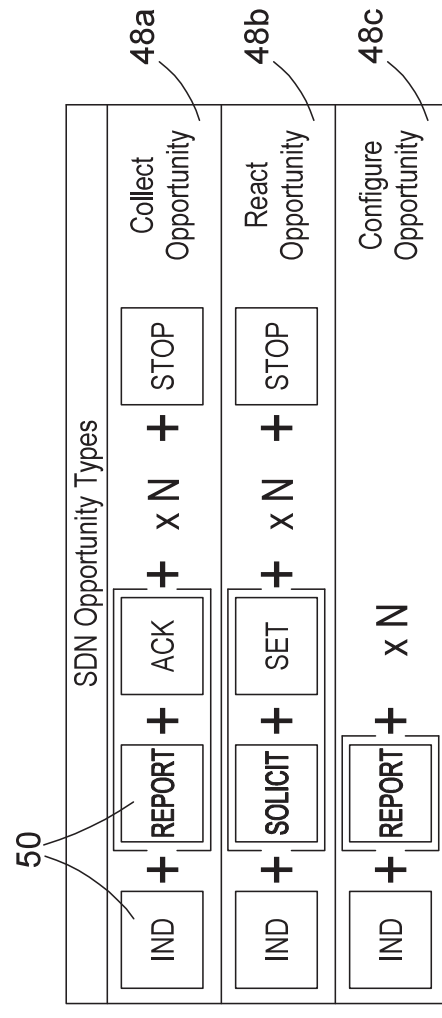 50
SDN Opportunity Types
IND + REPORT + ACK + x N + STOP Collect Opportunity 48a
IND + SOLICIT + SET + x N + STOP React Opportunity 48b
IND + REPORT + x N Configure Opportunity 48c